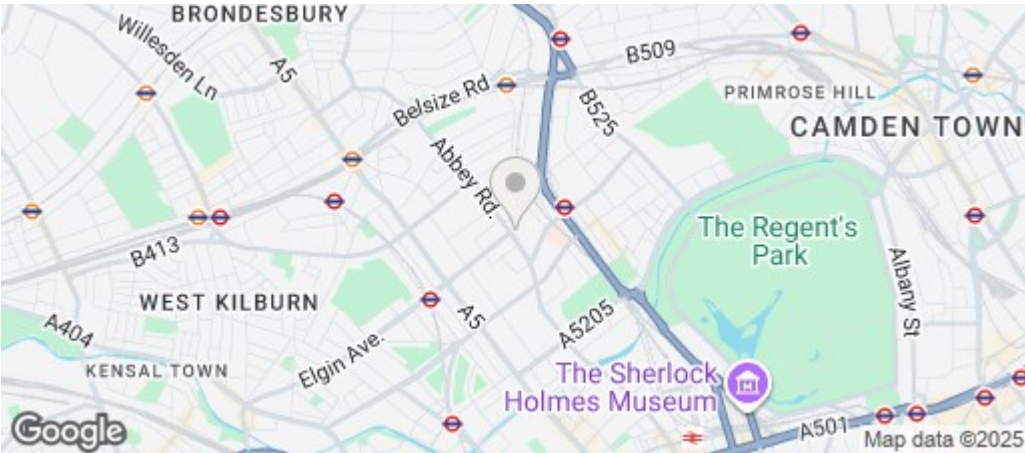 BRONDESBURY
Willesden Ln
A5
B509
Belsize Rd
B525
PRIMROSE HILL
CAMDEN TOWN
Abbey Rd.
The Regent's
Park
B413
Albany St
WEST KILBURN
A5
A404
A5205
Elgin Ave.
KENSAL TOWN
The Sherlock
Holmes Museum
A501
Google
Map data ©2025